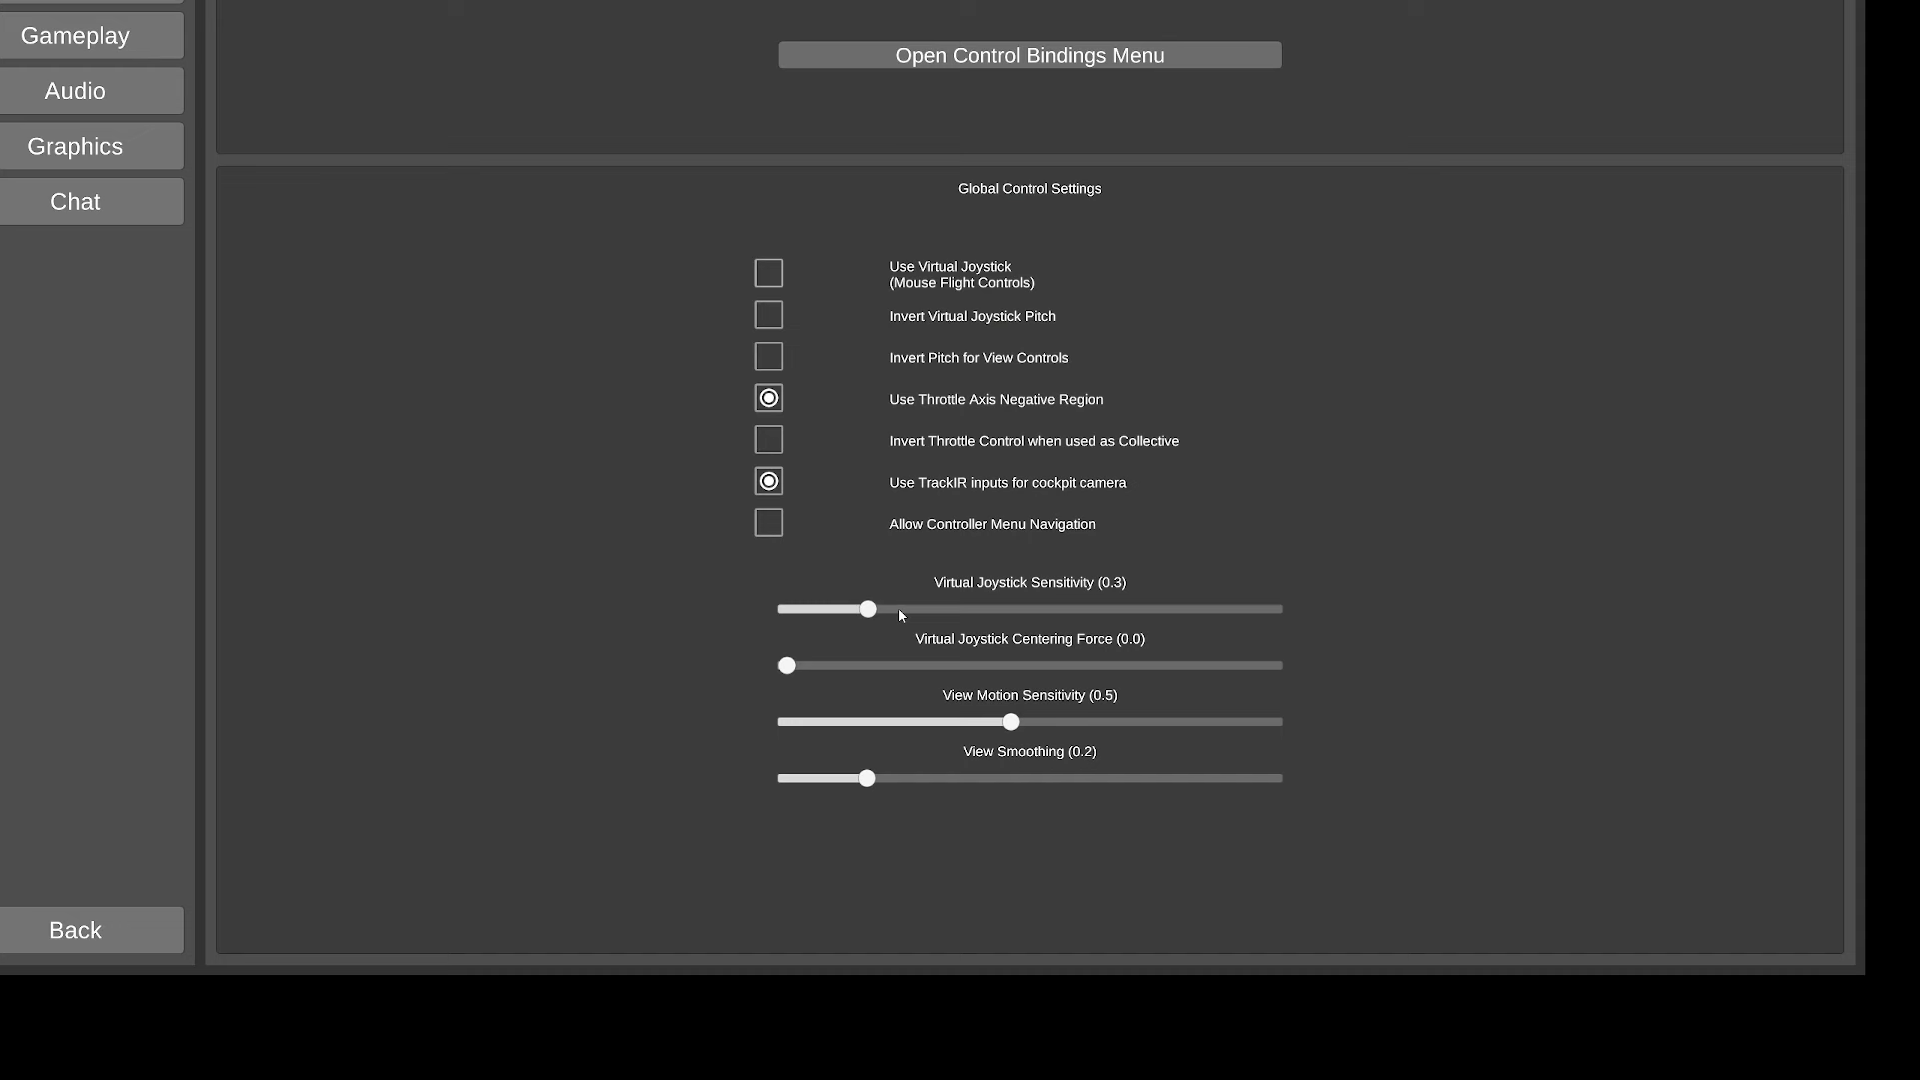 Gameplay
Audio
Graphics
Chat
Back
Open Control Bindings Menu
Global Control Settings
Use Virtual Joystick
(Mouse Flight Controls)
Invert Virtual Joystick Pitch
Invert Pitch for View Controls
Use Throttle Axis Negative Region
Invert Throttle Control when used as Collective
Use TrackIR inputs for cockpit camera
Allow Controller Menu Navigation
Virtual Joystick Sensitivity (0.3)
Virtual Joystick Centering Force (0.0)
View Motion Sensitivity (0.5)
View Smoothing (0.2)